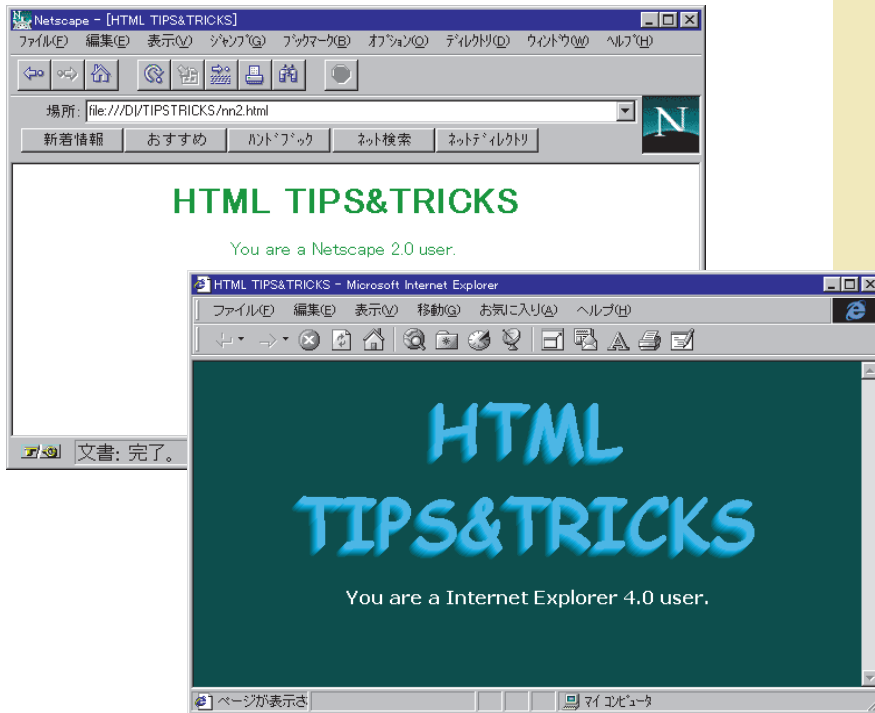 Netscape - [HTML TIPS&TRICKS]
ファイル(F) 編集(E) 表示(V) ジャンプ(G) ブックマーク(B) オプション(O) ディレクトリ(D) ウィンドウ(W) ヘルプ(H)
場所: file:///D|/TIPSTRICKS/nn2.html
N
新着情報 おすすめ ハンドブック ネット検索 ネットディレクトリ
HTML TIPS&TRICKS
You are a Netscape 2.0 user.
文書: 完了。
HTML TIPS&TRICKS - Microsoft Internet Explorer
ファイル(F) 編集(E) 表示(V) 移動(G) お気に入り(A) ヘルプ(H)
HTML
TIPS&TRICKS
You are a Internet Explorer 4.0 user.
ページが表示さ マイ コンピュータ